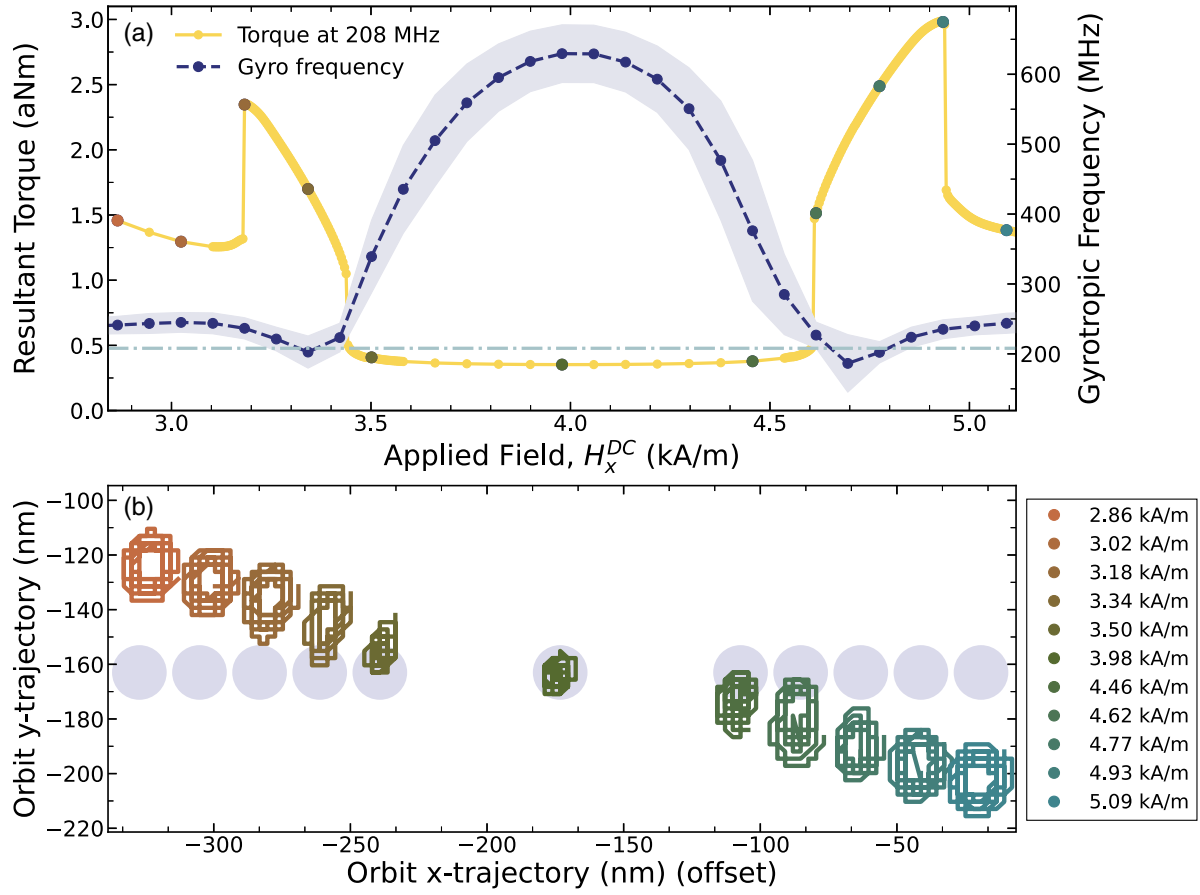 (a)
Torque at 208 MHz
Gyro frequency
Resultant Torque (aNm)
3.0
2.5
2.0
1.5
1.0
0.5
0.0
Gyrotropic Frequency (MHz)
600
500
400
300
200
3.0 3.5 4.0 4.5 5.0
Applied Field, H_x^{DC} (kA/m)
(b)
Orbit y-trajectory (nm)
−100
−120
−140
−160
−180
−200
−220
−300 −250 −200 −150 −100 −50
Orbit x-trajectory (nm) (offset)
2.86 kA/m
3.02 kA/m
3.18 kA/m
3.34 kA/m
3.50 kA/m
3.98 kA/m
4.46 kA/m
4.62 kA/m
4.77 kA/m
4.93 kA/m
5.09 kA/m